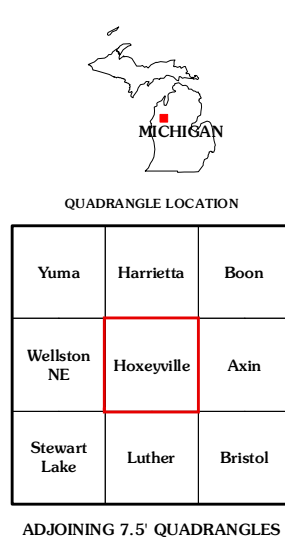 MICHIGAN
QUADRANGLE LOCATION
Yuma
Harrietta
Boon
Wellston
NE
Hoxeyville
Axin
Stewart
Lake
Luther
Bristol
ADJOINING 7.5' QUADRANGLES